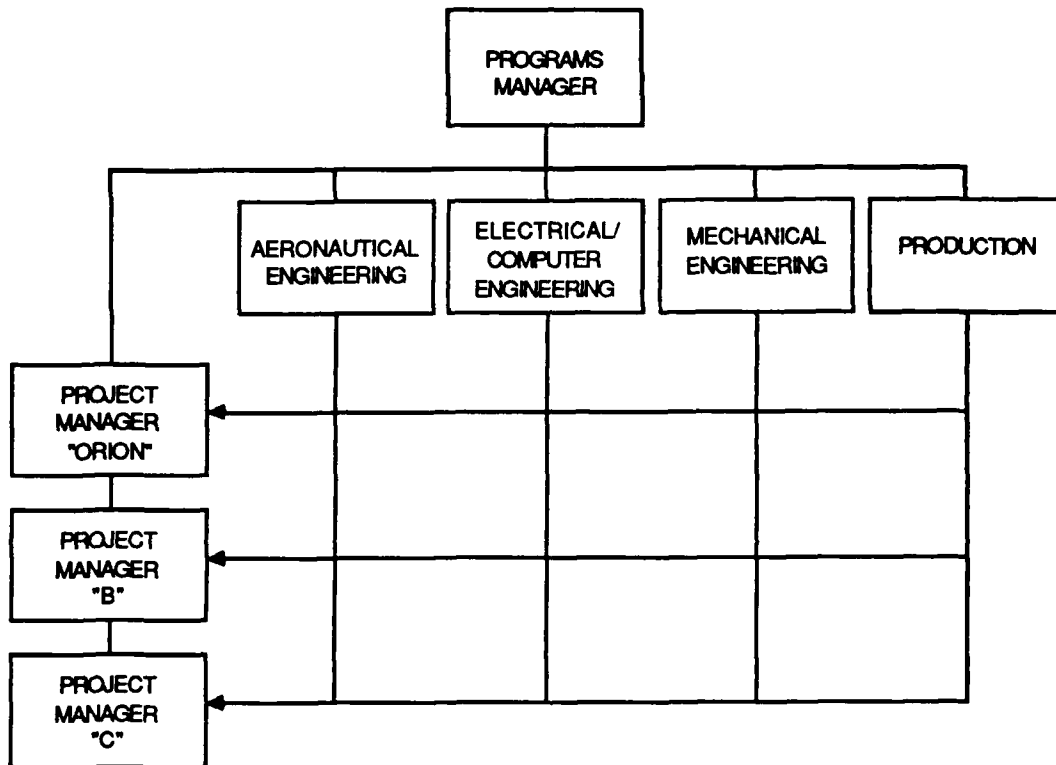 PROGRAMS
MANAGER
AERONAUTICAL
ENGINEERING
ELECTRICAL/
COMPUTER
ENGINEERING
MECHANICAL
ENGINEERING
PRODUCTION
PROJECT
MANAGER
"ORION"
PROJECT
MANAGER
"B"
PROJECT
MANAGER
"C"